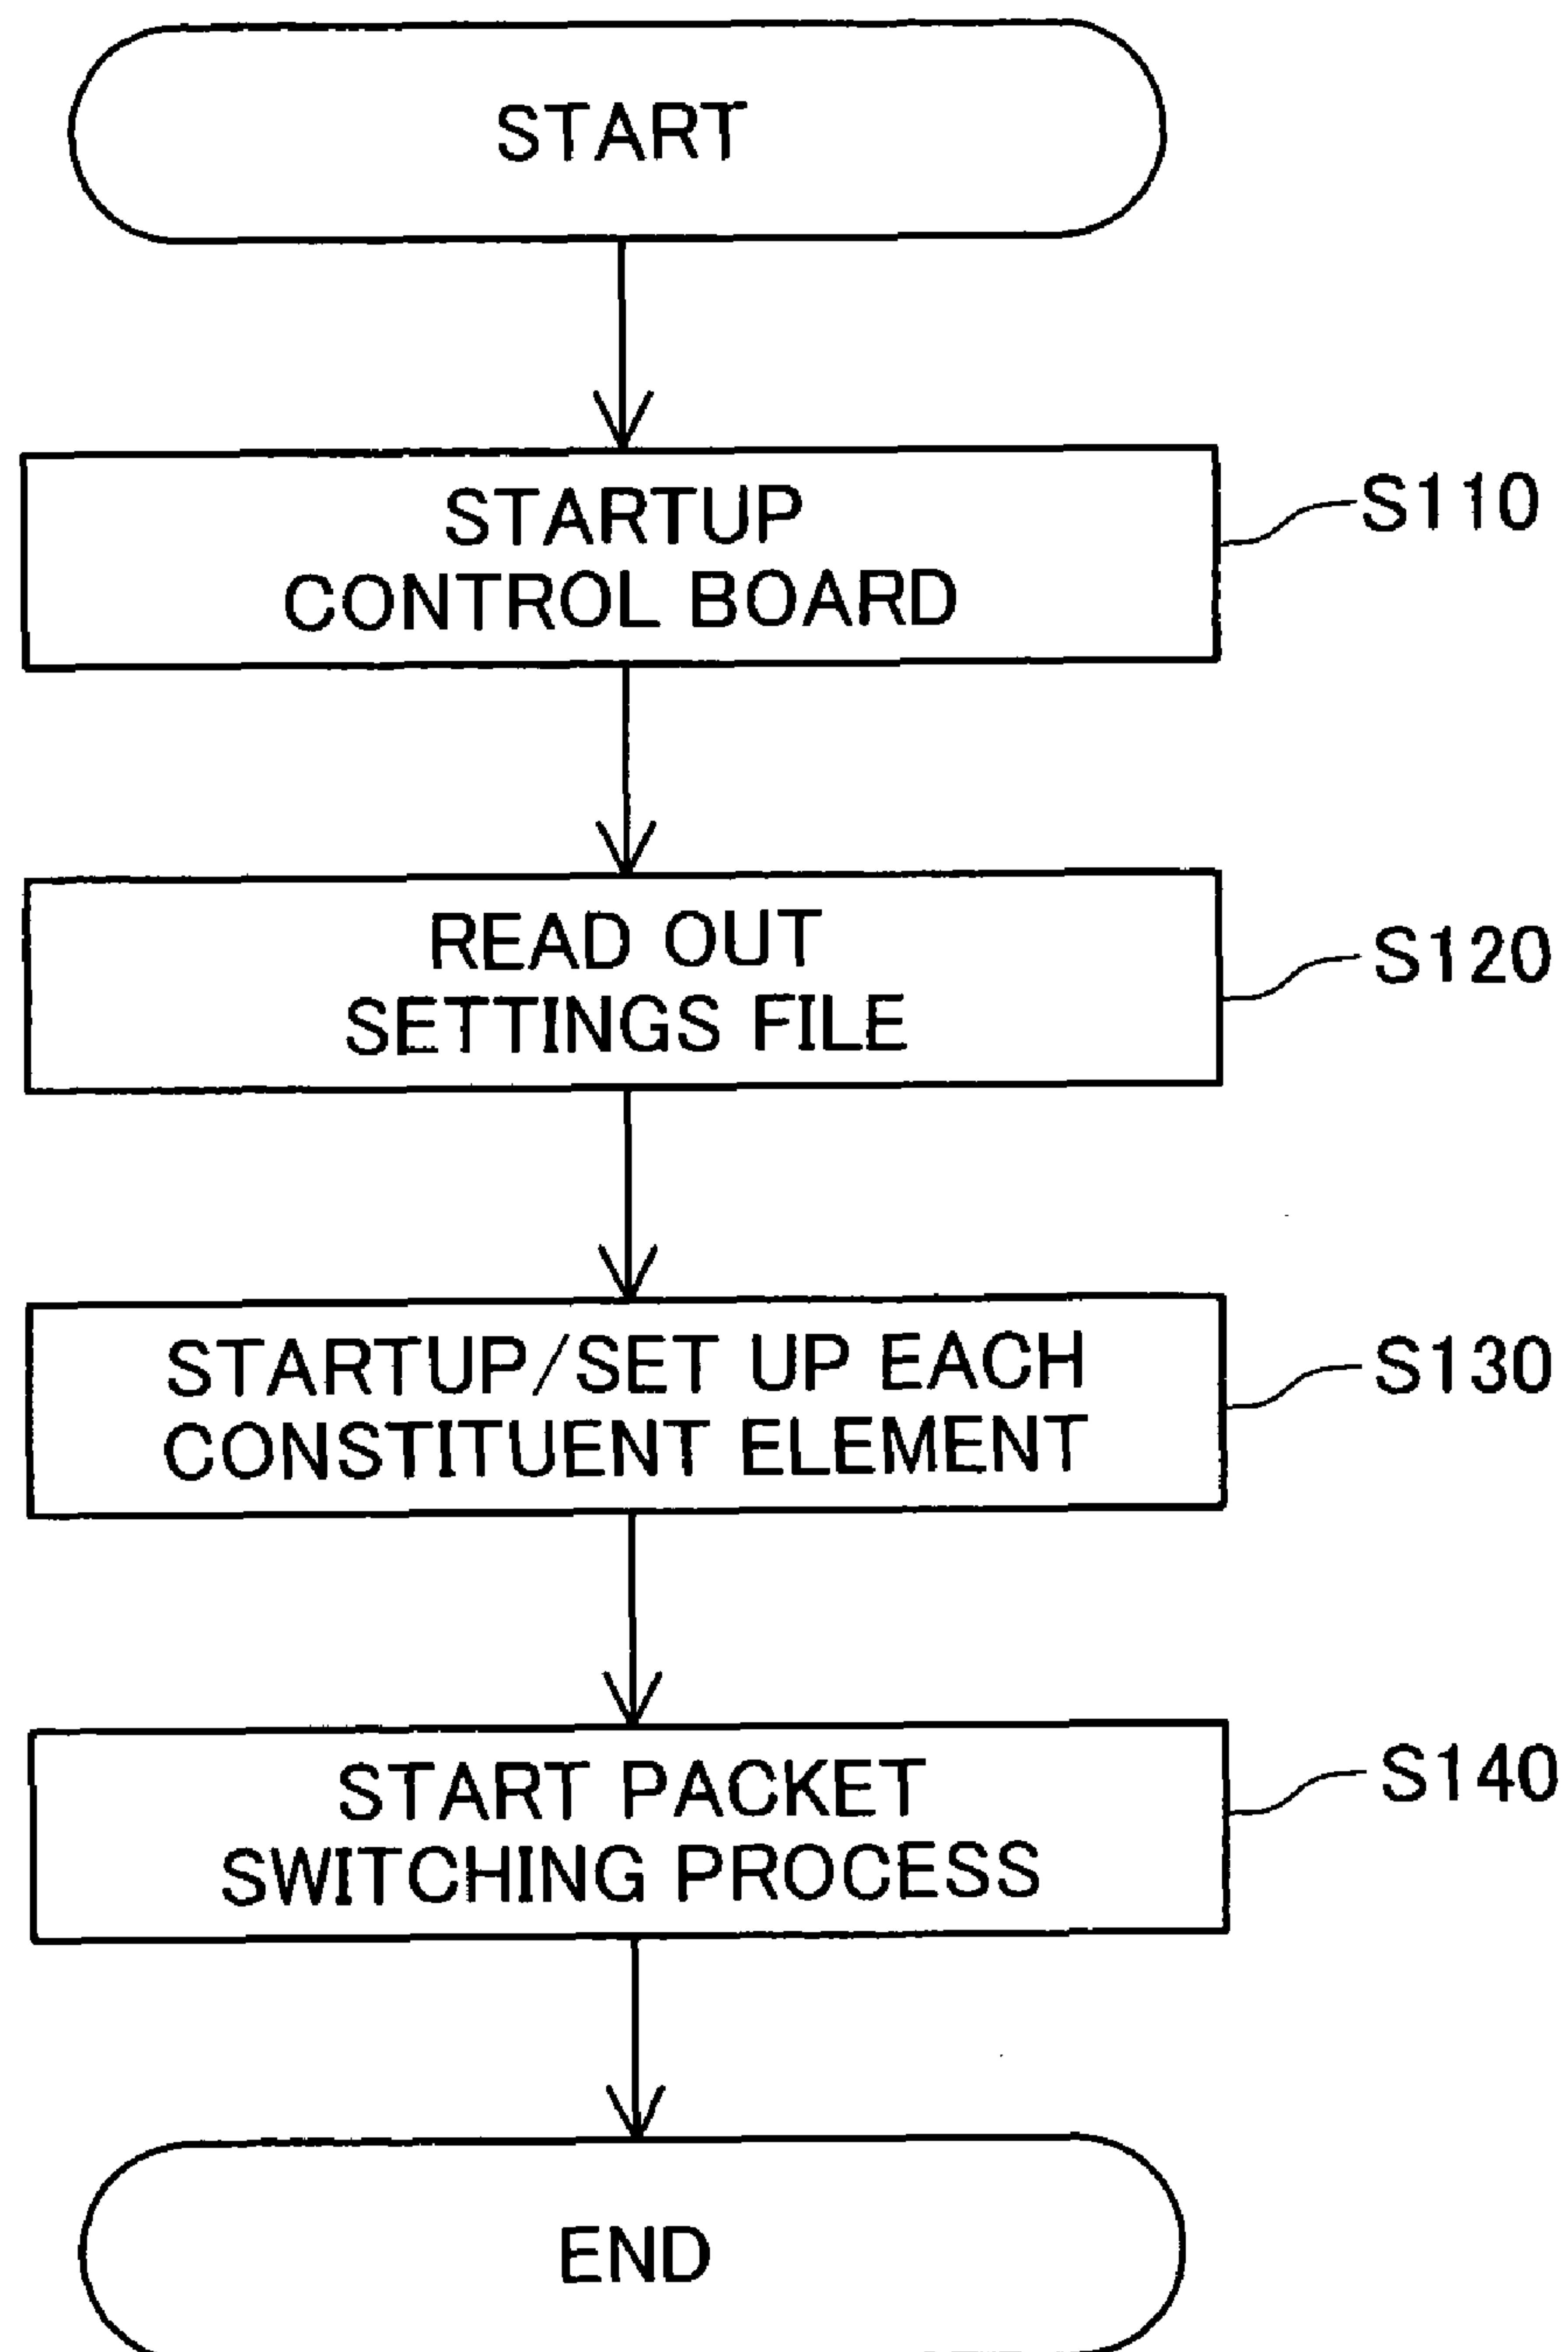 START
STARTUP
CONTROL BOARD
S110
READ OUT
SETTINGS FILE
S120
STARTUP/SET UP EACH
CONSTITUENT ELEMENT
S130
START PACKET
SWITCHING PROCESS
S140
END